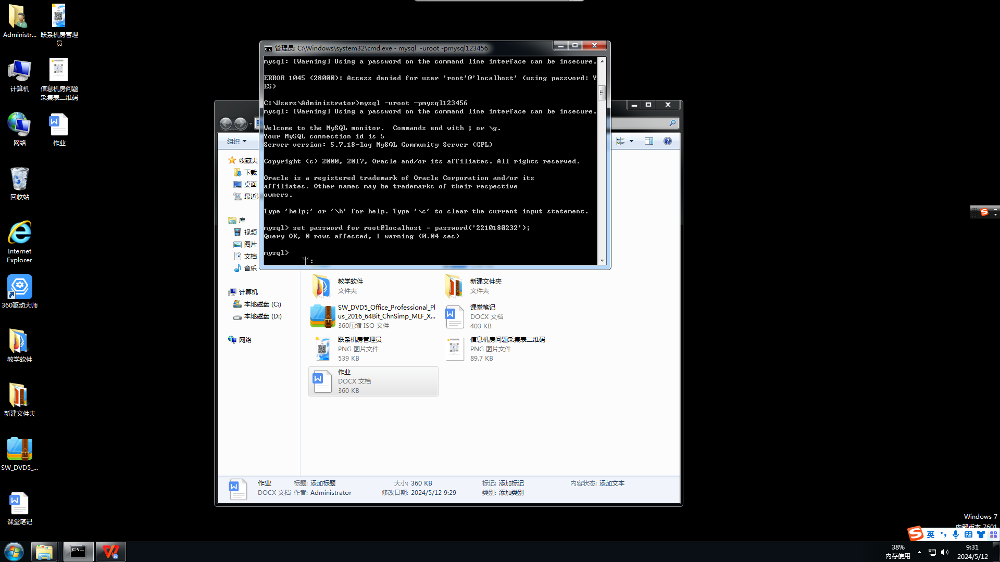 Administr...
联系机房管理员
计算机
信息机房问题采集表二维码
网络
作业
回收站
Internet Explorer
360驱动大师
教学软件
新建文件夹
SW_DVD5_...
课堂笔记
管理员: C:\Windows\system32\cmd.exe - mysql  -uroot -pmysql123456
mysql: [Warning] Using a password on the command line interface can be insecure.
ERROR 1045 (28000): Access denied for user 'root'@'localhost' (using password: Y
ES)
C:\Users\Administrator>mysql -uroot -pmysql123456
mysql: [Warning] Using a password on the command line interface can be insecure.
Welcome to the MySQL monitor.  Commands end with ; or \g.
Your MySQL connection id is 5
Server version: 5.7.18-log MySQL Community Server (GPL)
Copyright (c) 2000, 2017, Oracle and/or its affiliates. All rights reserved.
Oracle is a registered trademark of Oracle Corporation and/or its
affiliates. Other names may be trademarks of their respective
owners.
Type 'help;' or '\h' for help. Type '\c' to clear the current input statement.
mysql> set password for root@localhost = password('2210180232');
Query OK, 0 rows affected, 1 warning (0.04 sec)
mysql>
半:
组织
收藏夹
下载
桌面
最近
库
视频
图片
文档
音乐
计算机
本地磁盘 (C:)
本地磁盘 (D:)
网络
教学软件
文件夹
新建文件夹
文件夹
SW_DVD5_Office_Professional_Pl
us_2016_64Bit_ChnSimp_MLF_X...
360压缩 ISO 文件
课堂笔记
DOCX 文档
403 KB
联系机房管理员
PNG 图片文件
539 KB
信息机房问题采集表二维码
PNG 图片文件
89.7 KB
作业
DOCX 文档
360 KB
作业 标题: 添加标题 大小: 360 KB 标记: 添加标记 内容状态: 添加文本
DOCX 文档 作者: Administrator 修改日期: 2024/5/12 9:29 类别: 添加类别
Windows 7
内部版本 7601
英
38%
内存使用
9:31
2024/5/12